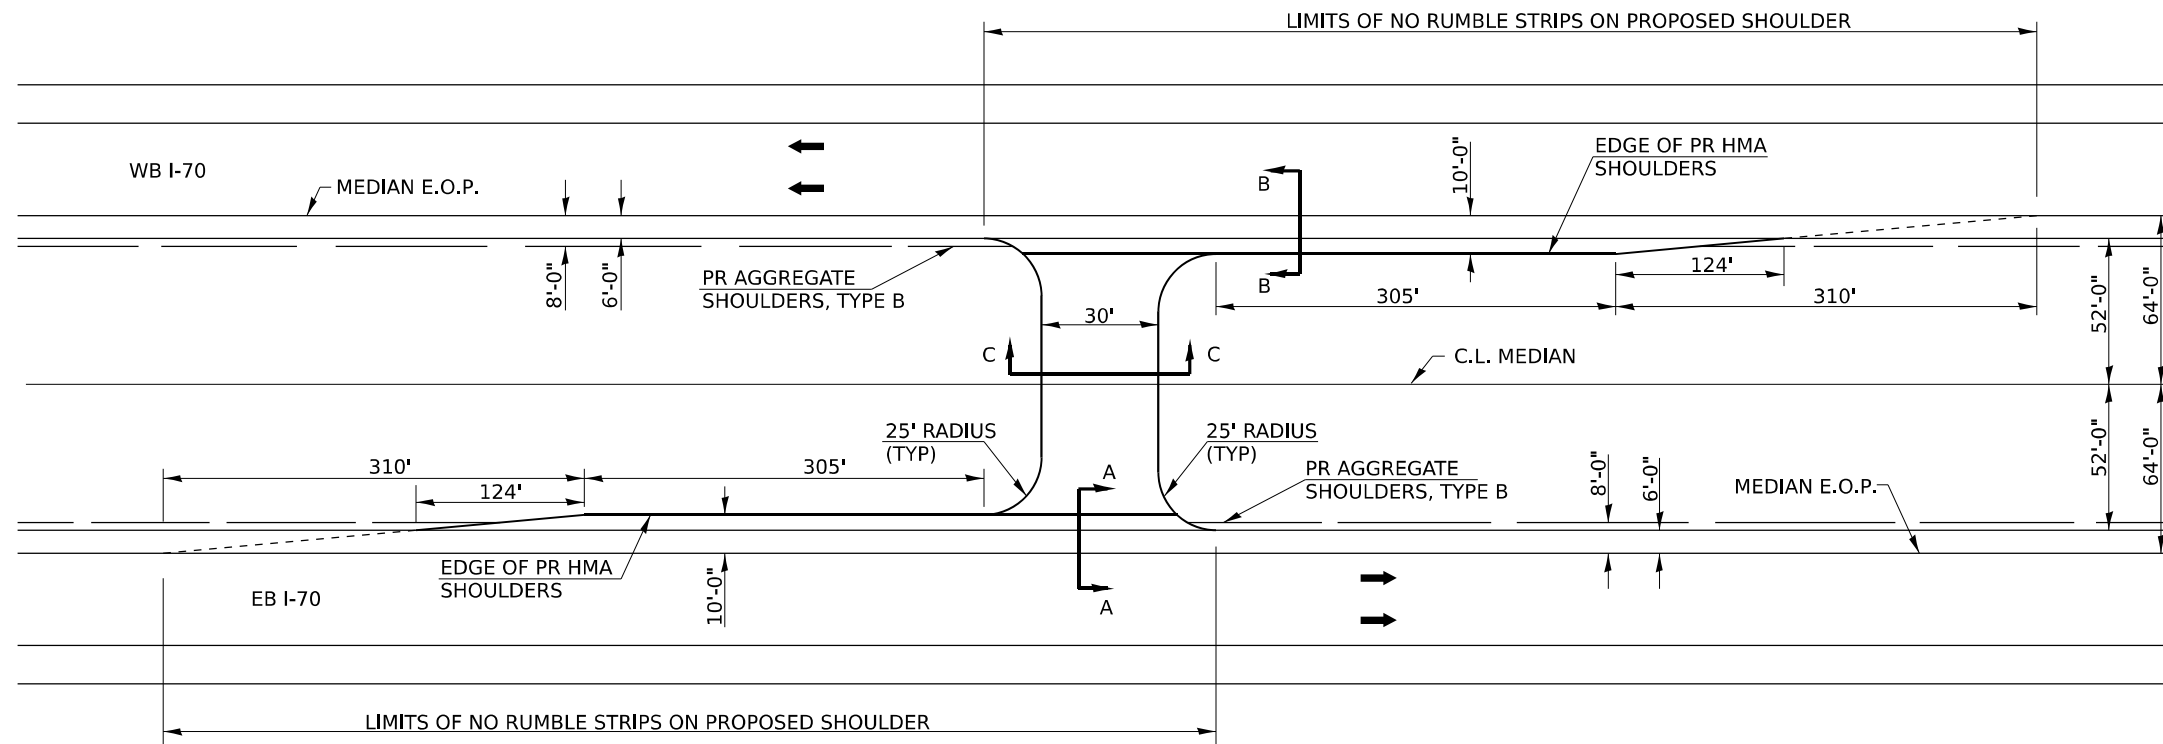 LIMITS OF NO RUMBLE STRIPS ON PROPOSED SHOULDER
WB I-70
MEDIAN E.O.P.
8'-0"
6'-0"
PR AGGREGATE
SHOULDERS, TYPE B
B
B
10'-0"
EDGE OF PR HMA
SHOULDERS
124'
305'
310'
30'
52'-0"
64'-0"
C
C
C.L. MEDIAN
25' RADIUS
(TYP)
25' RADIUS
(TYP)
310'
305'
124'
A
A
PR AGGREGATE
SHOULDERS, TYPE B
8'-0"
6'-0"
MEDIAN E.O.P.
52'-0"
64'-0"
EDGE OF PR HMA
SHOULDERS
10'-0"
EB I-70
LIMITS OF NO RUMBLE STRIPS ON PROPOSED SHOULDER